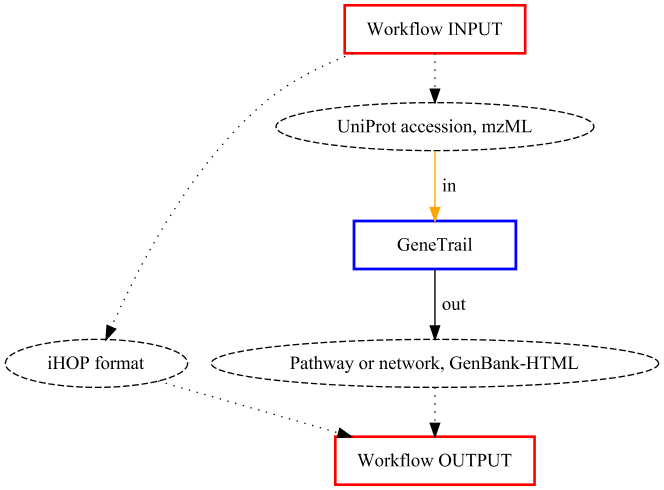 Workflow INPUT
UniProt accession, mzML
in
GeneTrail
out
iHOP format
Pathway or network, GenBank-HTML
Workflow OUTPUT